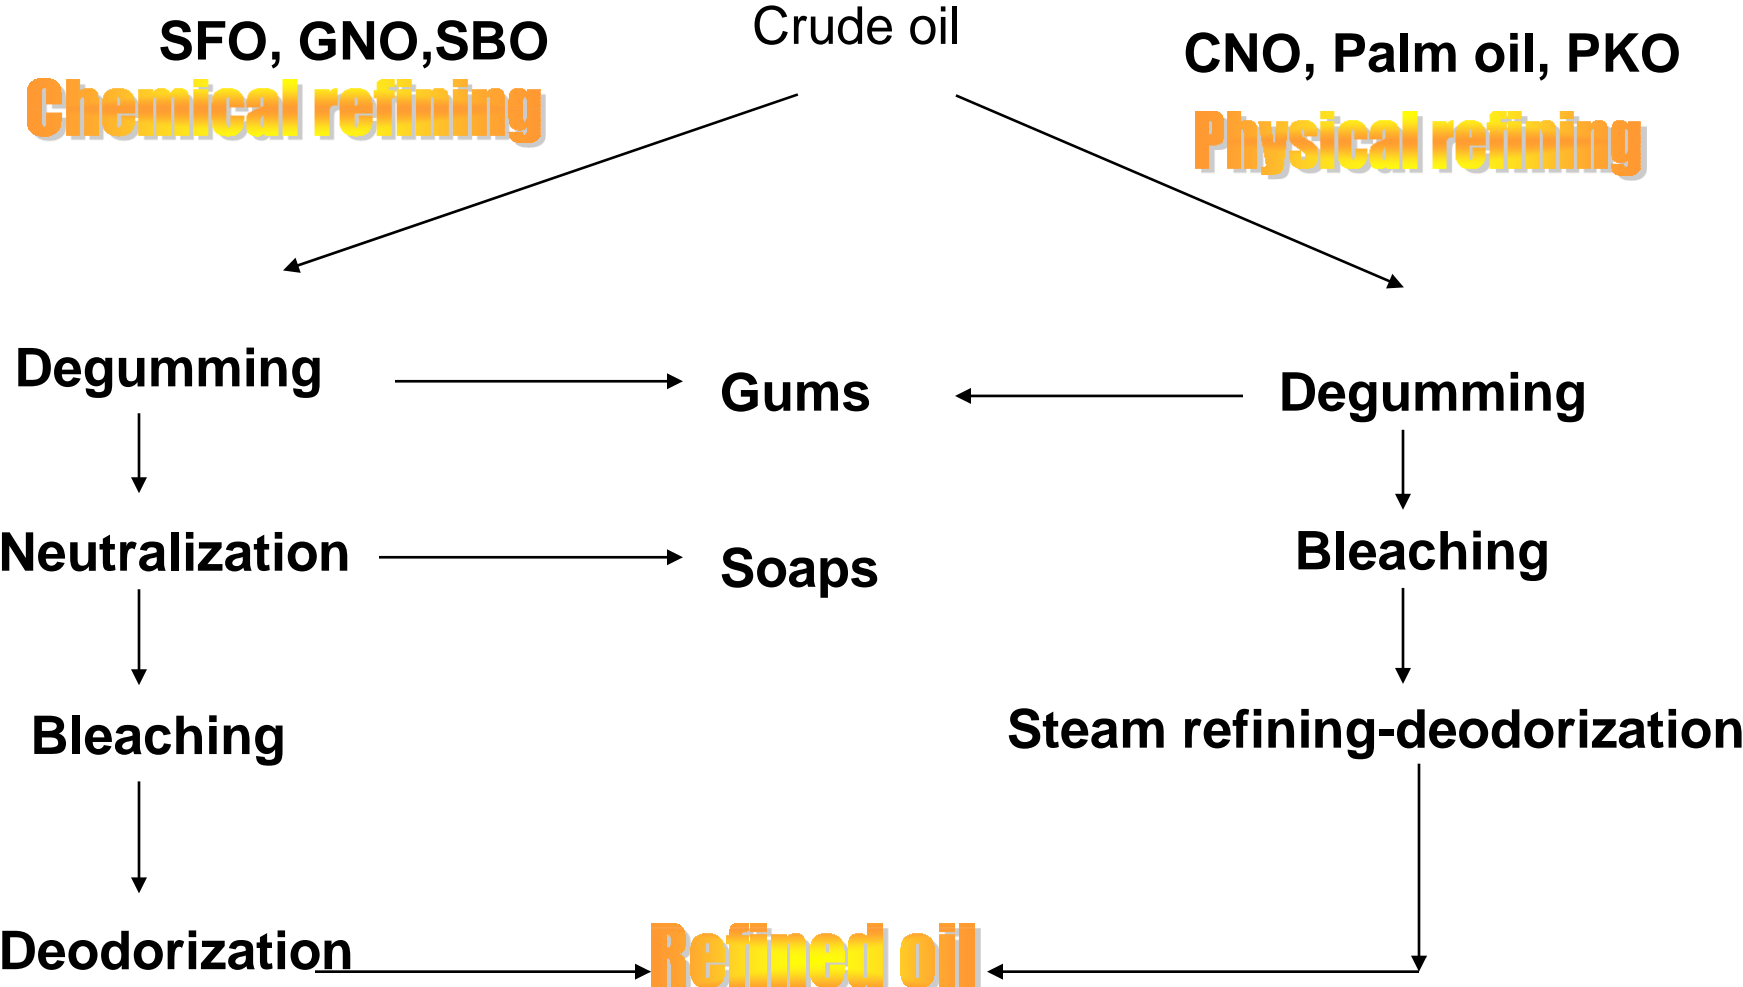 Crude oil
SFO, GNO,SBO
CNO, Palm oil, PKO
Chemical refining
Physical refining
Degumming
Gums
Degumming
Neutralization
Soaps
Bleaching
Bleaching
Steam refining-deodorization
Deodorization
Refined oil